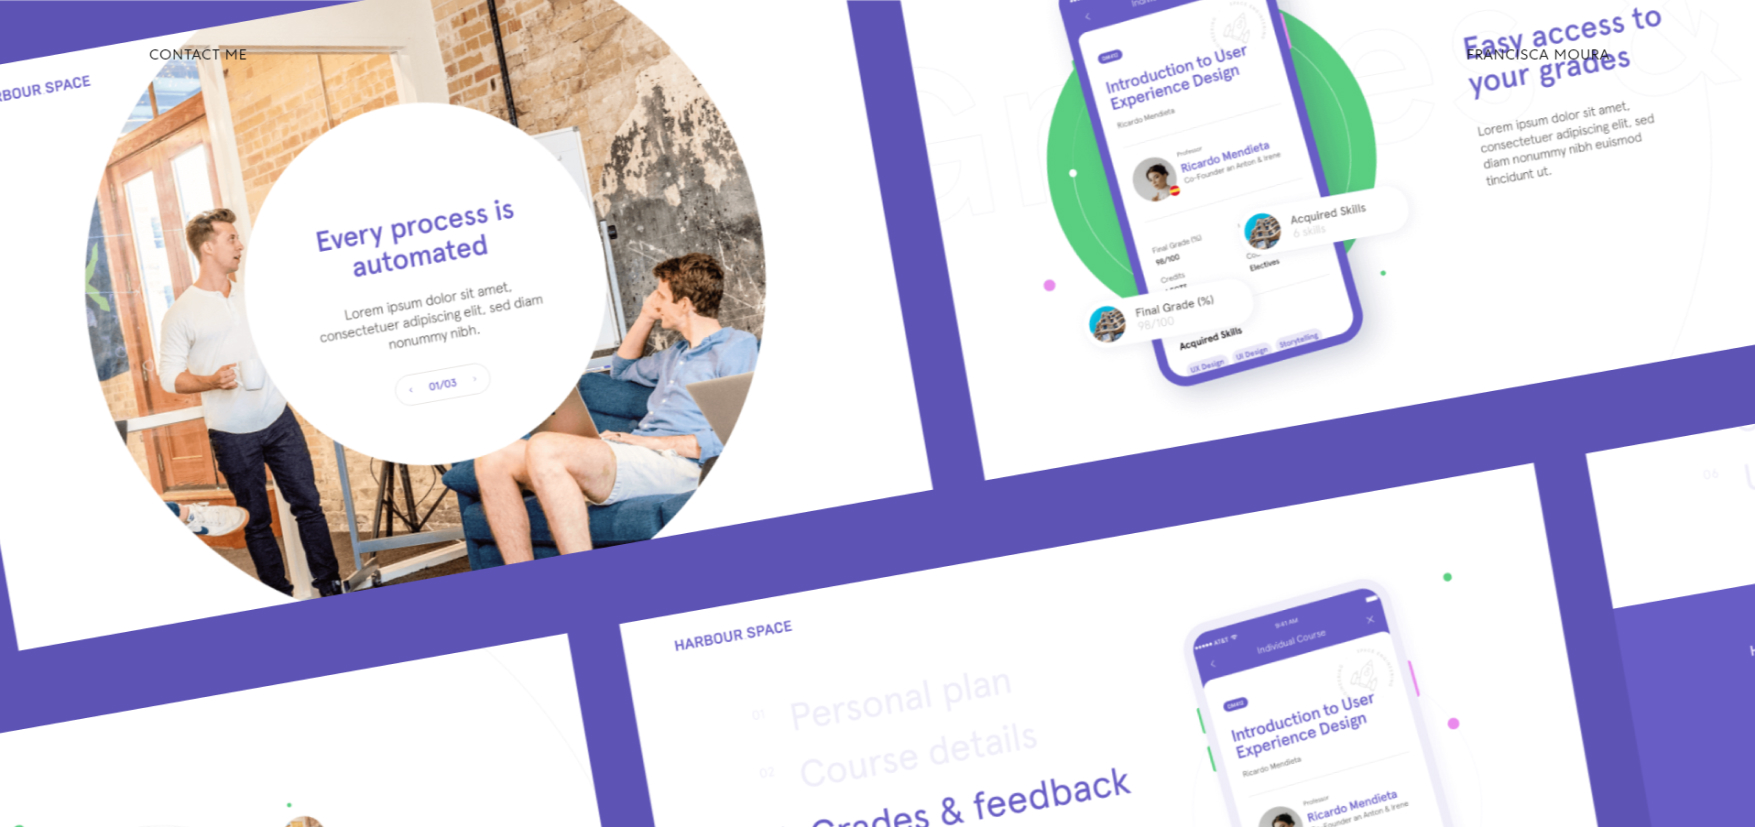 CONTACT ME
FRANCISCA MOURA
RBOUR SPACE
Every process is
automated
Lorem ipsum dolor sit amet,
consectetuer adipiscing elit, sed diam
nonummy nibh.
01/03
Introduction to User
Experience Design
Ricardo Mendieta
Professor
Ricardo Mendieta
Co-Founder an Anton & Irene
Final Grade (%)
98/100
Credits
Electives
Acquired Skills
6 skills
Final Grade (%)
98/100
Acquired Skills
UX Design
UI Design
Storytelling
Easy access to
your grades
Lorem ipsum dolor sit amet,
consectetuer adipiscing elit, sed
diam nonummy nibh euismod
tincidunt ut.
HARBOUR SPACE
01
Personal plan
02
Course details
Grades & feedback
AT&T
9:41 AM
Individual Course
Introduction to User
Experience Design
Ricardo Mendieta
Professor
Ricardo Mendieta
Co-Founder an Anton & Irene
06